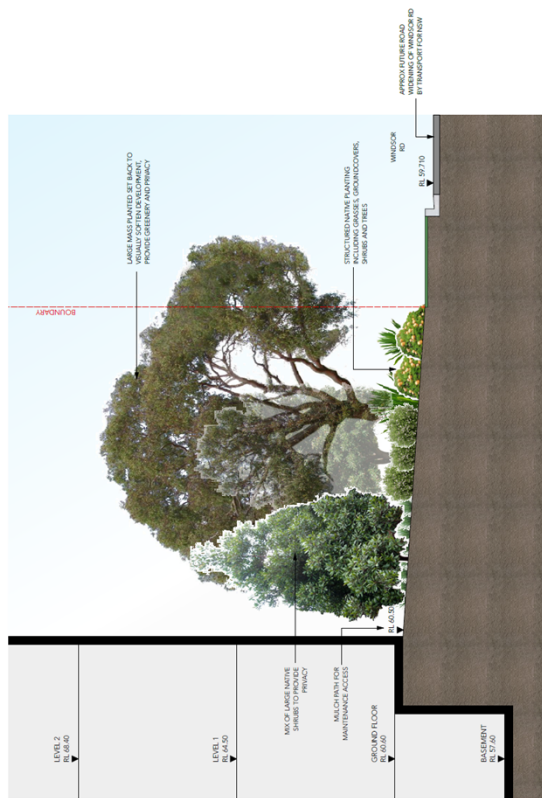 APPROX FUTURE ROAD
WIDENING OF WINDSOR RD
BY TRANSPORT FOR NSW
WINDSOR
RD
RL 59.710
LARGE MASS PLANTED SET BACK TO
VISUALLY SOFTEN DEVELOPMENT,
PROVIDE GREENERY AND PRIVACY
STRUCTURED NATIVE PLANTING
INCLUDING GRASSES, GROUNDCOVERS,
SHRUBS AND TREES
BOUNDARY
MIX OF LARGE NATIVE
SHRUBS TO PROVIDE
PRIVACY
MULCH PATH FOR
MAINTENANCE ACCESS
RL 60.50
LEVEL 2
RL 68.40
LEVEL 1
RL 64.50
GROUND FLOOR
RL 60.60
BASEMENT
RL 57.60